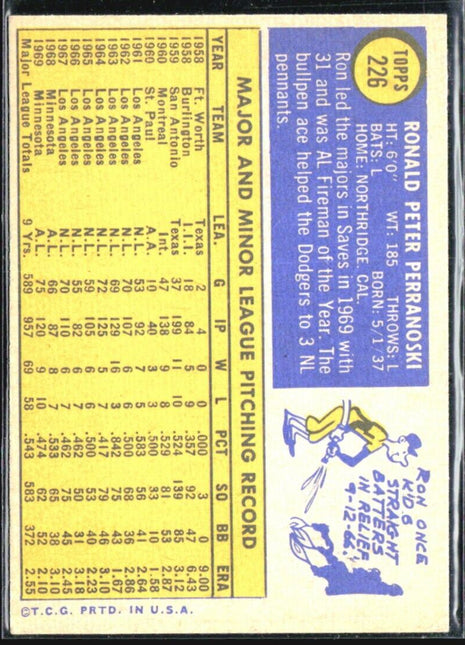 TOPPS
226
RONALD PETER PERRANOSKI
HT: 6'0" WT: 185 THROWS: L
BATS: L BORN: 5/1 37
HOME: NORTHRIDGE, CAL.
Ron led the majors in Saves in 1969 with
31 and was AL Fireman of the Year. The
bullpen ace helped the Dodgers to 3 NL
pennants.
RON ONCE
K'D 6
STRAIGHT
BATTERS
IN RELIEF
9-12-66.
MAJOR AND MINOR LEAGUE PITCHING RECORD
YEAR TEAM LEA. G IP W L PCT SO BB ERA
1958 Ft. Worth Texas 2 4 0 0 .000 3 0 9.00
1958 Burlington I.I.I. 18 84 5 9 .357 92 47 6.43
1959 San Antonio Texas 37 199 11 10 .524 139 85 3.12
1960 Montreal Int. 47 138 9 8 .529 81 53 2.87
1960 St. Paul A.A. 10 40 3 3 .500 33 14 2.58
1961 Los Angeles N.L. 53 92 7 5 .583 56 41 2.64
1962 Los Angeles N.L. 70 107 6 6 .500 68 36 2.86
1963 Los Angeles N.L. 69 129 16 3 .842 75 43 1.67
1964 Los Angeles N.L. 72 125 5 7 .417 79 46 3.10
1965 Los Angeles N.L. 59 105 6 6 .500 53 40 2.23
1966 Los Angeles N.L. 55 82 6 7 .462 50 31 3.18
1967 Los Angeles N.L. 70 110 6 7 .462 75 45 2.45
1968 Minnesota A.L. 66 87 8 7 .533 65 38 3.10
1969 Minnesota A.L. 75 120 9 10 .474 62 52 2.11
Major League Totals 9 Yrs. 589 957 69 58 .543 583 372 2.55
©T.C.G. PRTD. IN U.S.A.